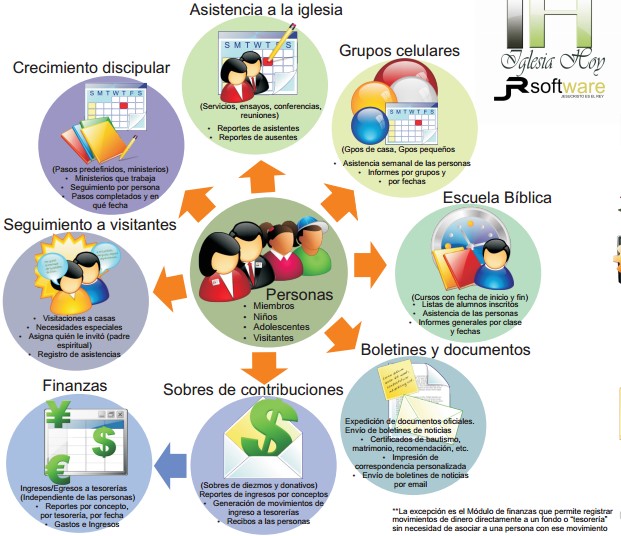 Asistencia a la iglesia
S M T W T F S
(Servicios, ensayos, conferencias,
reuniones)
• Reportes de asistentes
• Reportes de ausentes
Grupos celulares
S M T W T F S
(Gpos de casa, Gpos pequeños
• Asistencia semanal de las personas
• Informes por grupos y
• por fechas
Iglesia Hoy
JR software
JESUCRISTO ES EL REY
Crecimiento discipular
S M T W T F S
(Pasos predefinidos, ministerios)
• Ministerios que trabaja
• Seguimiento por persona
• Pasos completados y en
qué fecha
Escuela Bíblica
(Cursos con fecha de inicio y fin)
• Listas de alumnos inscritos
• Asistencia de las personas
• Informes generales por clase
y fechas
Seguimiento a visitantes
• Visitaciones a casas
• Necesidades especiales
• Asigna quién le invitó (padre
espiritual)
• Registro de asistencias
Personas
• Miembros
• Niños
• Adolescentes
• Visitantes
Boletines y documentos
Expedición de documentos oficiales.
Envío de boletines de noticias
• Certificados de bautismo,
matrimonio, recomendación, etc.
• Impresión de
correspondencia personalizada
• Envío de boletines de noticias
por email
Finanzas
¥
$
€
Ingresos/Egresos a tesorerías
(Independiente de las personas)
• Reportes por concepto,
por tesorería, por fecha
• Gastos e Ingresos
Sobres de contribuciones
$
(Sobres de diezmos y donativos)
Reportes de ingresos por conceptos
• Generación de movimientos
de ingreso a tesorerías
• Recibos a las personas
**La excepción es el Módulo de finanzas que permite registrar
movimientos de dinero directamente a un fondo o "tesorería"
sin necesidad de asociar a una persona con ese movimiento